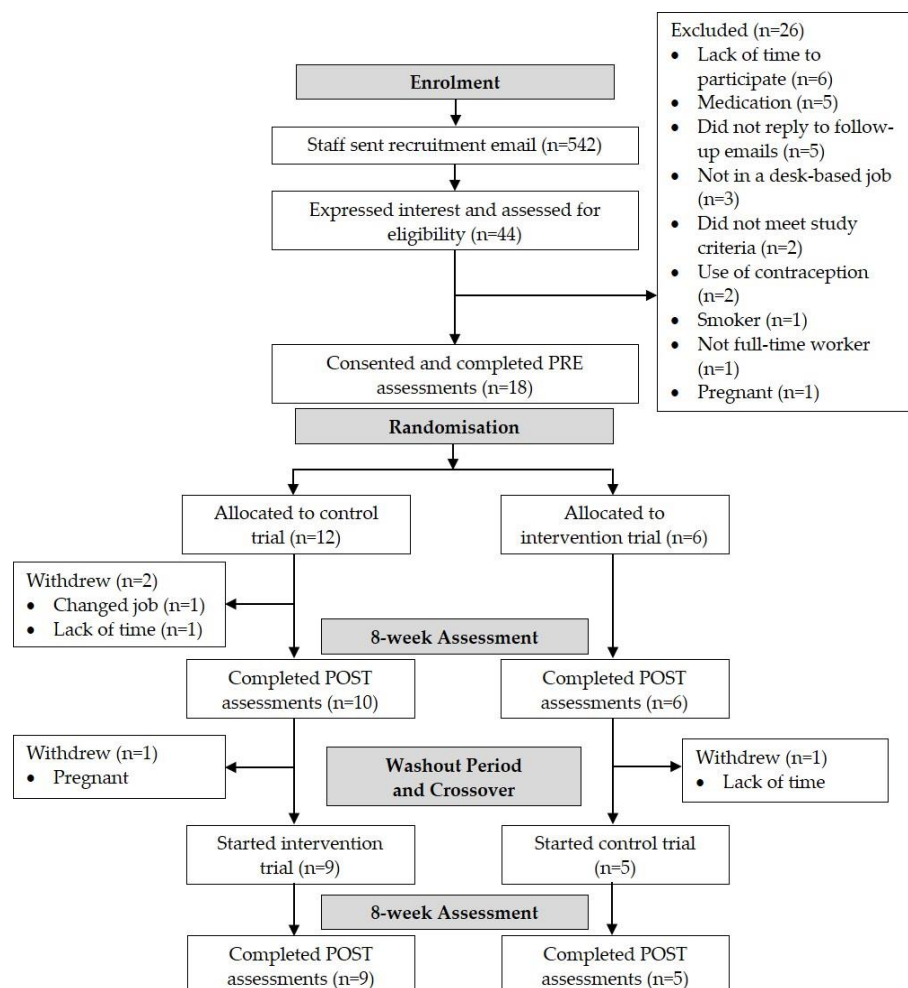 Enrolment
Staff sent recruitment email (n=542)
Expressed interest and assessed for
eligibility (n=44)
Excluded (n=26)
• Lack of time to
participate (n=6)
• Medication (n=5)
• Did not reply to follow-
up emails (n=5)
• Not in a desk-based job
(n=3)
• Did not meet study
criteria (n=2)
• Use of contraception
(n=2)
• Smoker (n=1)
• Not full-time worker
(n=1)
• Pregnant (n=1)
Consented and completed PRE
assessments (n=18)
Randomisation
Allocated to control
trial (n=12)
Allocated to
intervention trial (n=6)
Withdrew (n=2)
• Changed job (n=1)
• Lack of time (n=1)
8-week Assessment
Completed POST
assessments (n=10)
Completed POST
assessments (n=6)
Withdrew (n=1)
• Pregnant
Washout Period
and Crossover
Withdrew (n=1)
• Lack of time
Started intervention
trial (n=9)
Started control trial
(n=5)
8-week Assessment
Completed POST
assessments (n=9)
Completed POST
assessments (n=5)